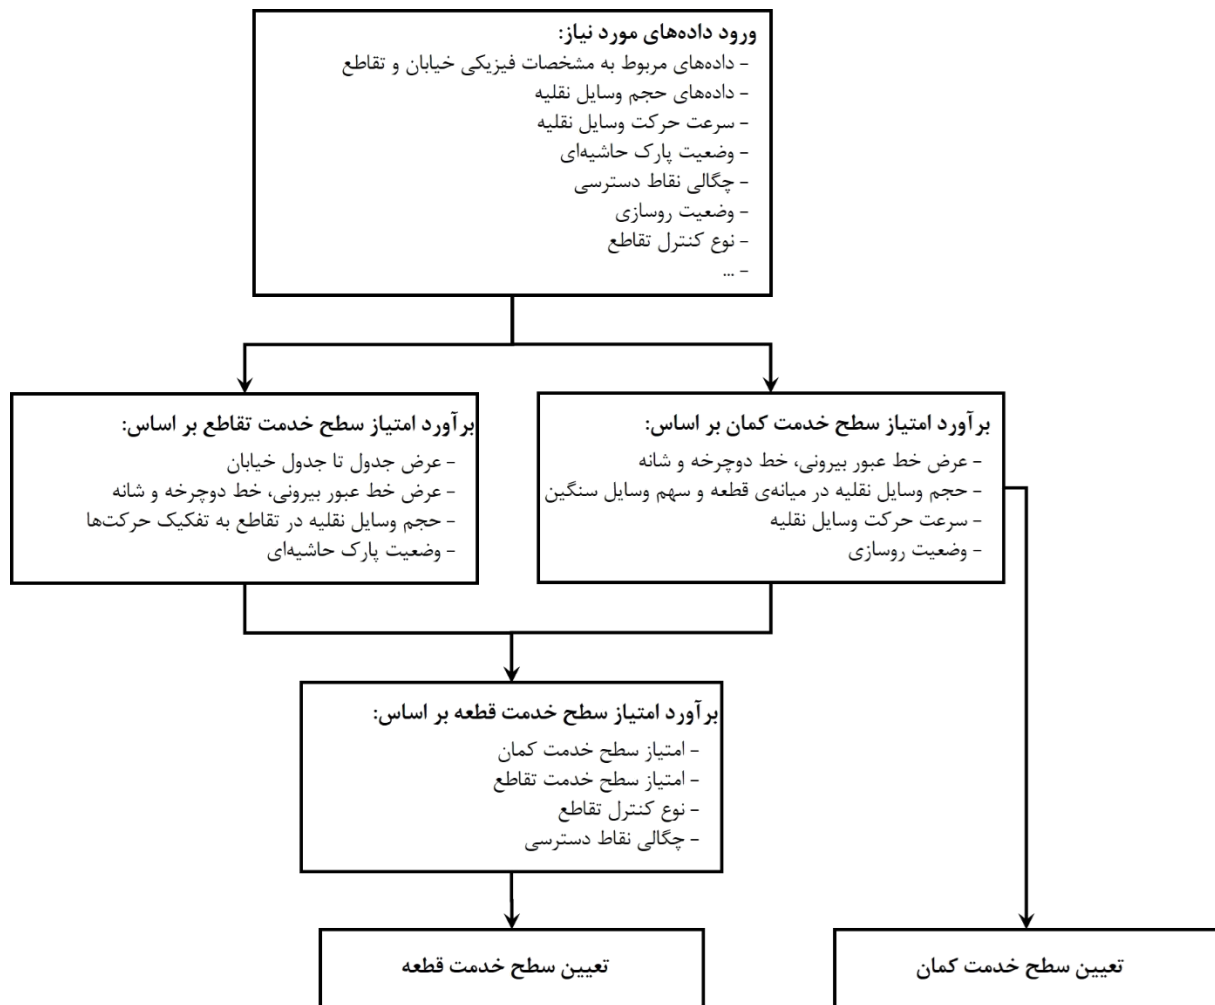 ورود داده‌های مورد نیاز:
- داده‌های مربوط به مشخصات فیزیکی خیابان و تقاطع
- داده‌های حجم وسایل نقلیه
- سرعت حرکت وسایل نقلیه
- وضعیت پارک حاشیه‌ای
- چگالی نقاط دسترسی
- وضعیت روسازی
- نوع کنترل تقاطع
- ...
برآورد امتیاز سطح خدمت کمان بر اساس:
- عرض خط عبور بیرونی، خط دوچرخه و شانه
- حجم وسایل نقلیه در میانه‌ی قطعه و سهم وسایل سنگین
- سرعت حرکت وسایل نقلیه
- وضعیت روسازی
برآورد امتیاز سطح خدمت تقاطع بر اساس:
- عرض جدول تا جدول خیابان
- عرض خط عبور بیرونی، خط دوچرخه و شانه
- حجم وسایل نقلیه در تقاطع به تفکیک حرکت‌ها
- وضعیت پارک حاشیه‌ای
برآورد امتیاز سطح خدمت قطعه بر اساس:
- امتیاز سطح خدمت کمان
- امتیاز سطح خدمت تقاطع
- نوع کنترل تقاطع
- چگالی نقاط دسترسی
تعیین سطح خدمت کمان
تعیین سطح خدمت قطعه